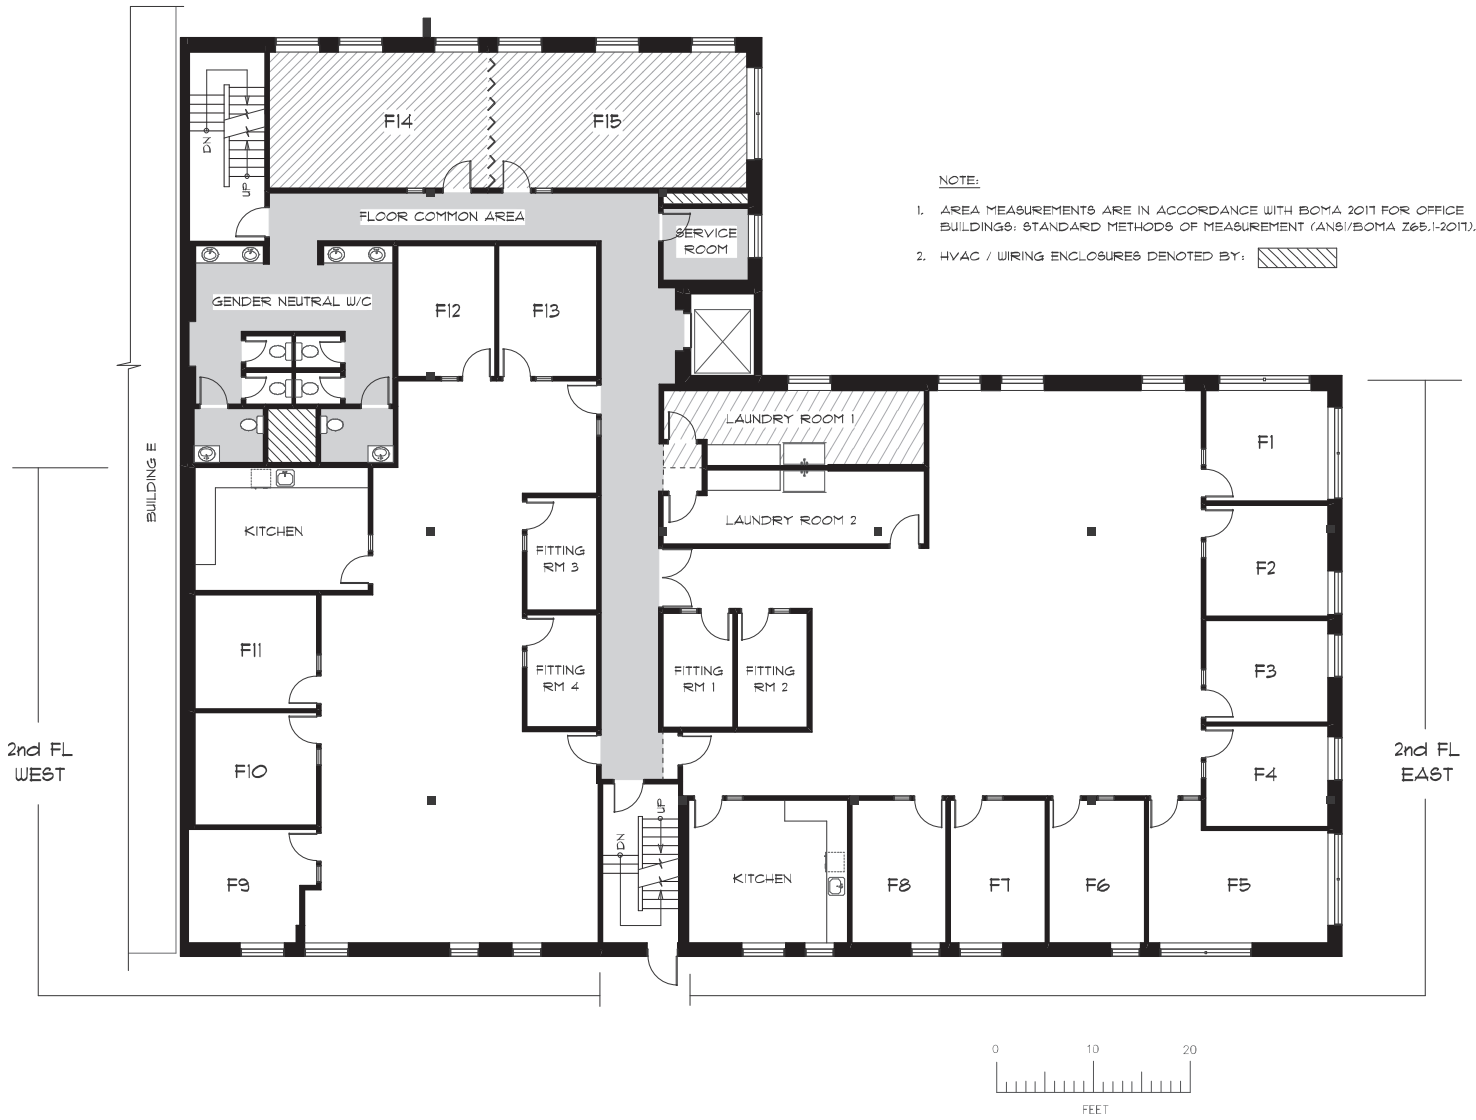 F14
F15
DN
UP
FLOOR COMMON AREA
SERVICE
ROOM
NOTE:
1. AREA MEASUREMENTS ARE IN ACCORDANCE WITH BOMA 2017 FOR OFFICE
BUILDINGS: STANDARD METHODS OF MEASUREMENT (ANSI/BOMA Z65.1-2017).
2. HVAC / WIRING ENCLOSURES DENOTED BY:
GENDER NEUTRAL W/C
F12
F13
LAUNDRY ROOM 1
F1
BUILDING E
KITCHEN
LAUNDRY ROOM 2
FITTING
RM 3
F2
F11
FITTING
RM 4
FITTING
RM 1
FITTING
RM 2
F3
2nd FL
WEST
F10
F4
2nd FL
EAST
UP
DN
F9
KITCHEN
F8
F7
F6
F5
0 10 20
FEET